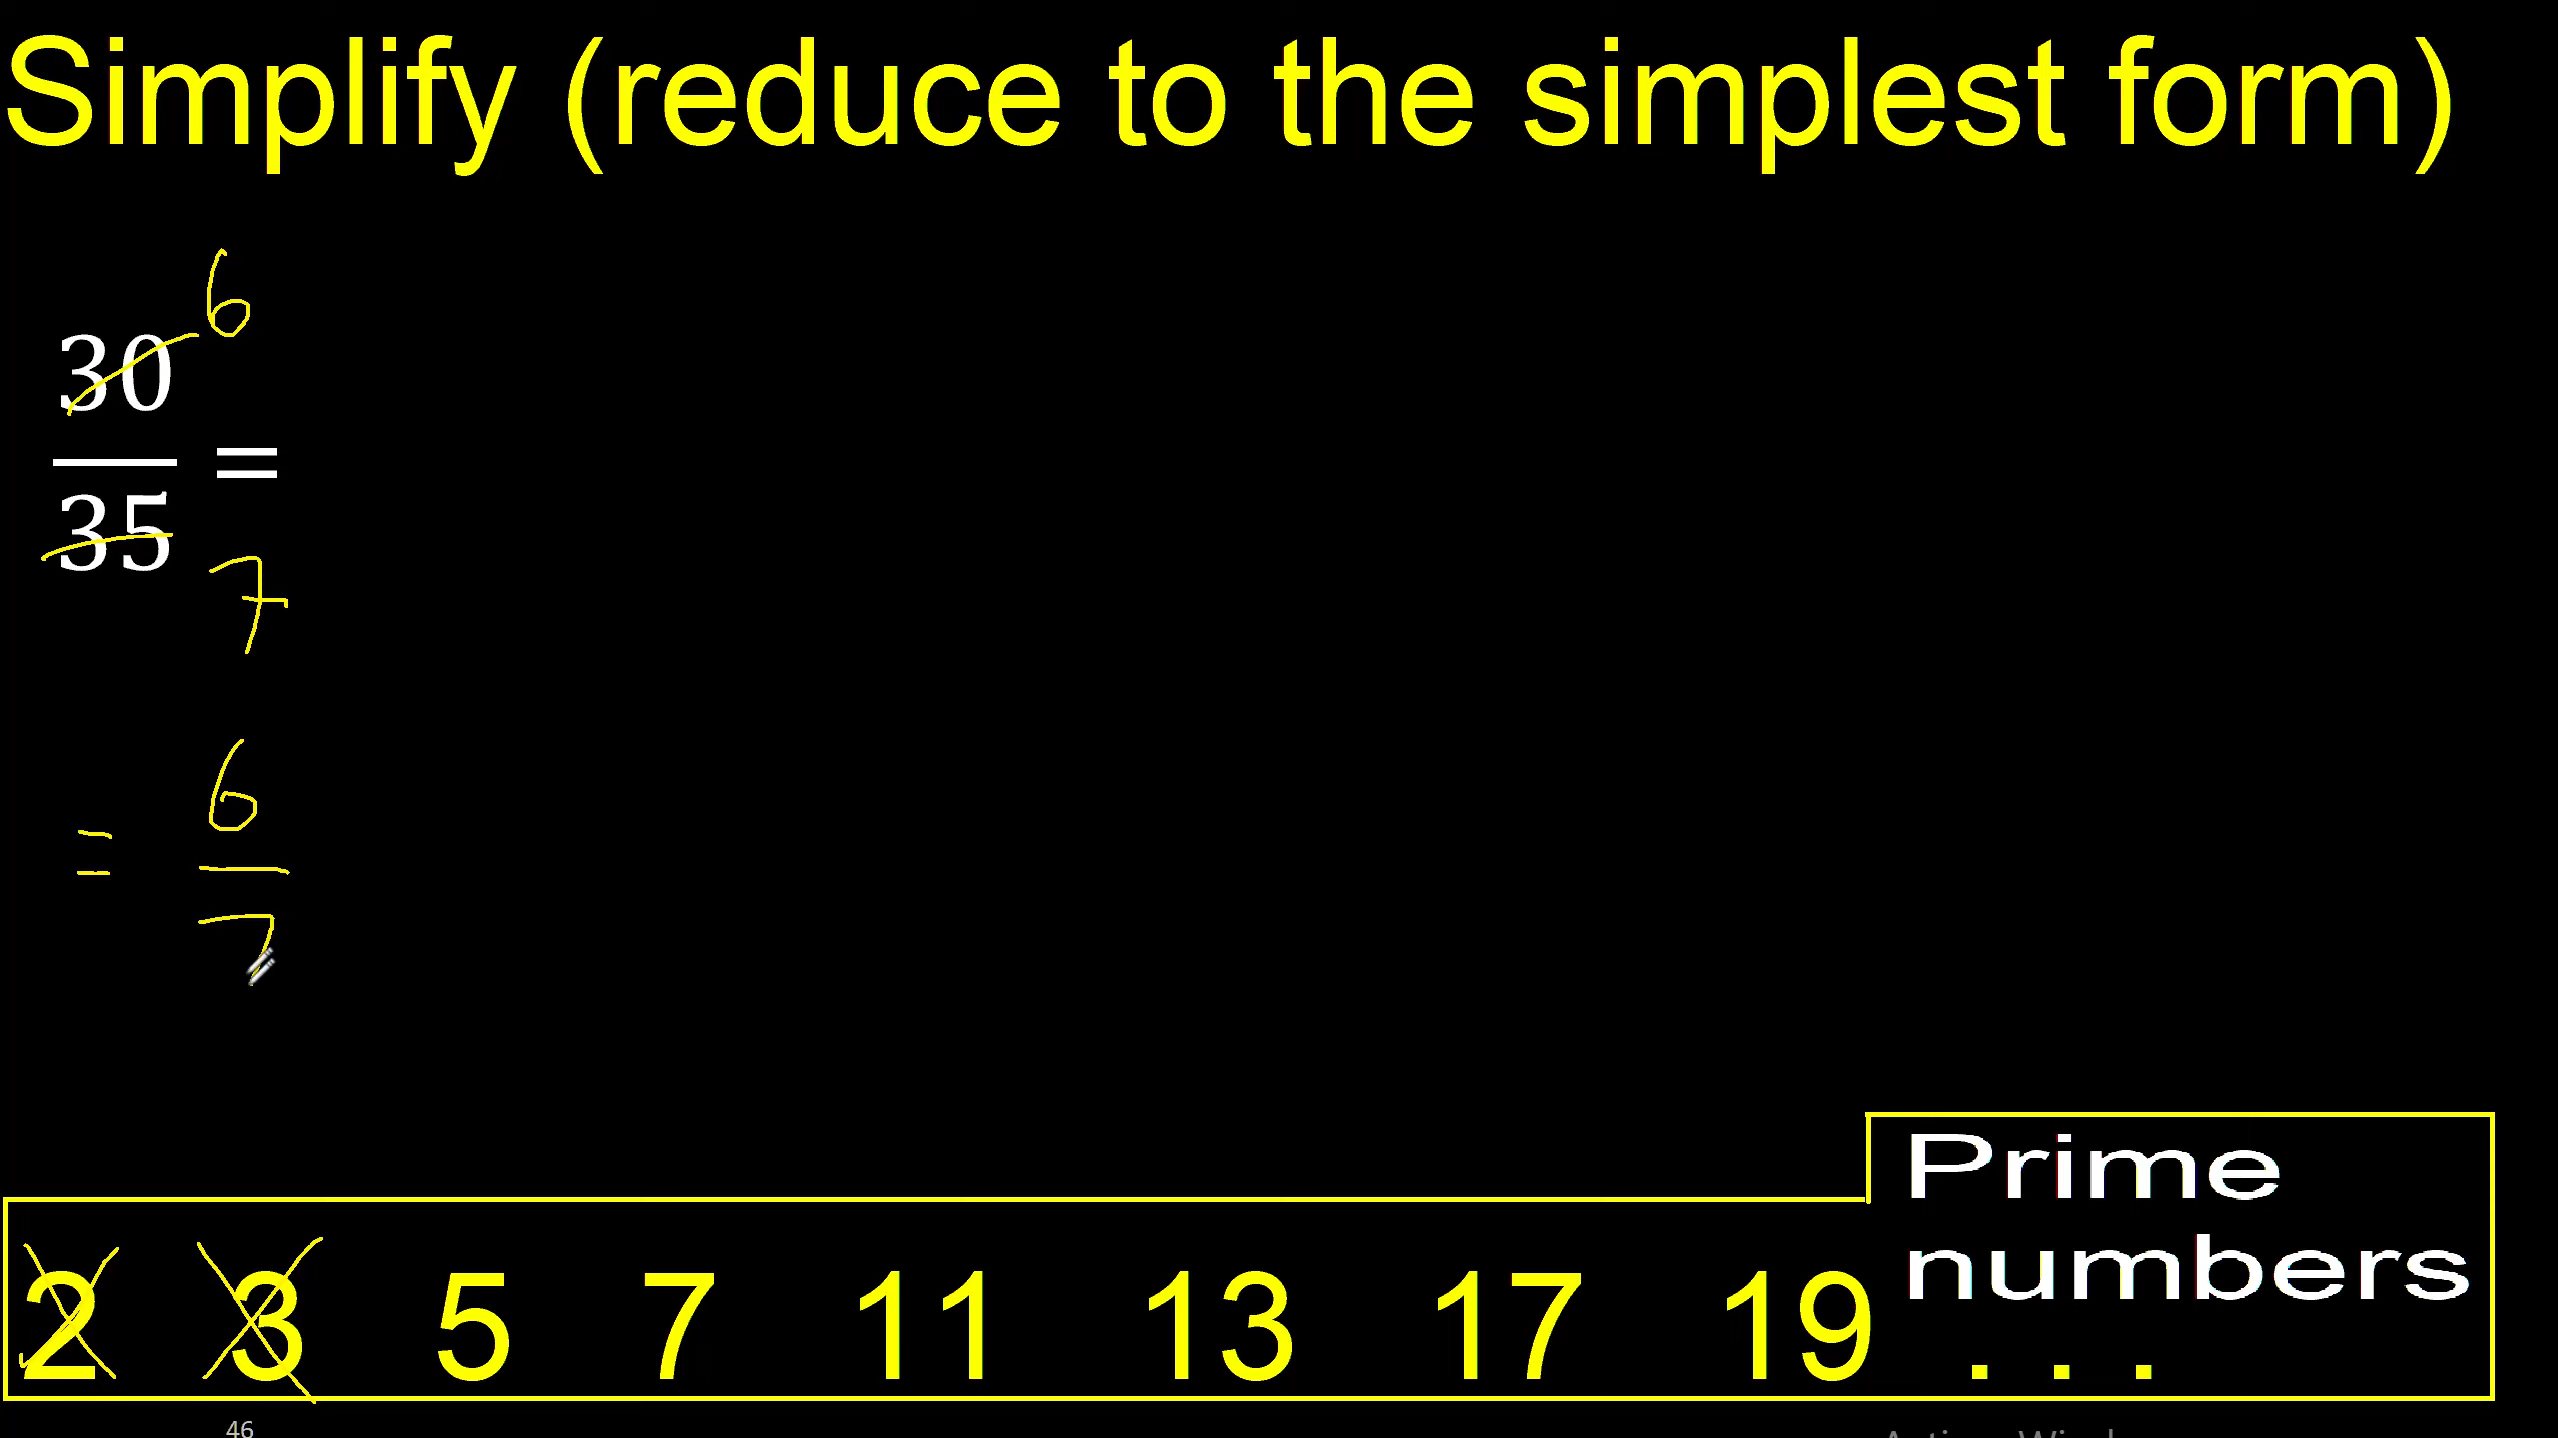 Simplify (reduce to the simplest form)
6
30
=
35
7
6
=
7
Prime
numbers
2 3 5 7 11 13 17 19 . . .
46